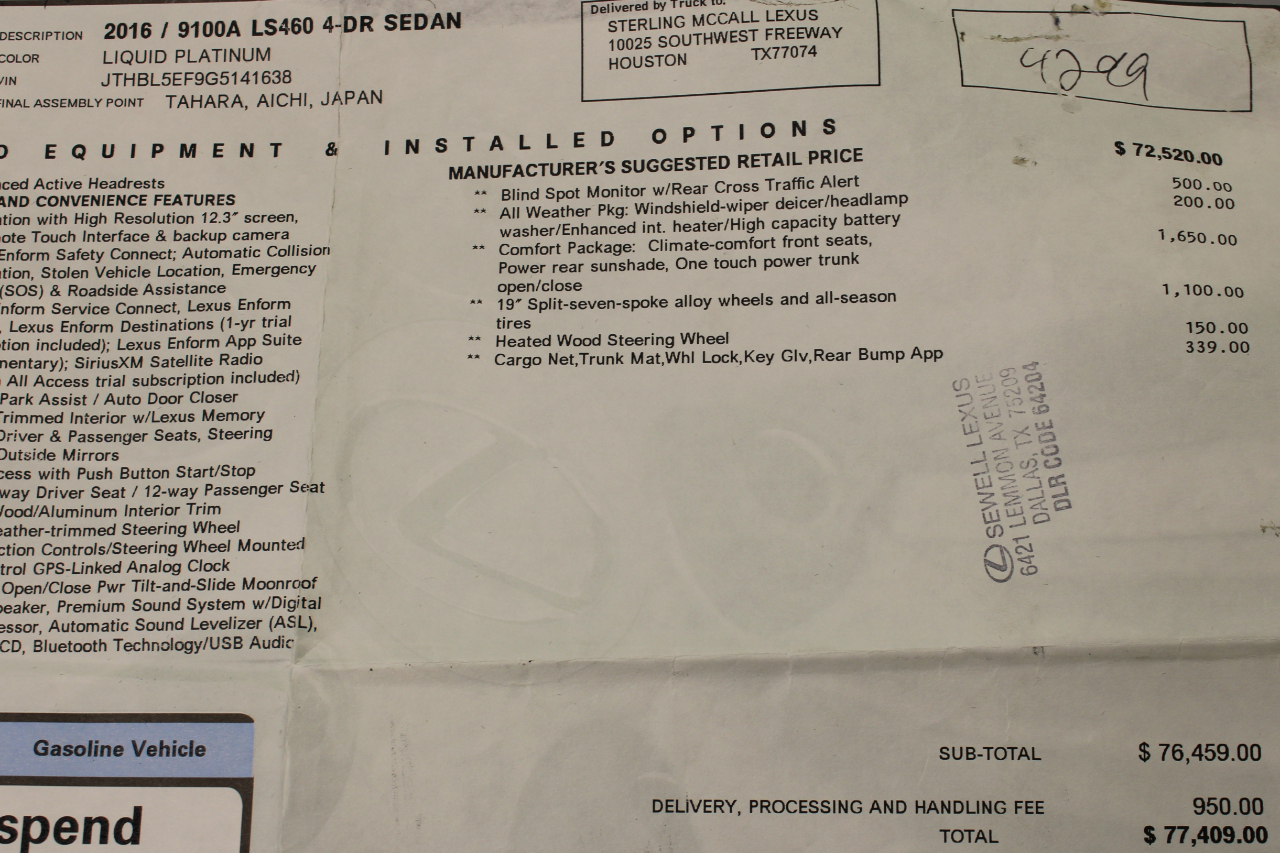 DESCRIPTION 2016 / 9100A LS460 4-DR SEDAN
COLOR LIQUID PLATINUM
VIN JTHBL5EF9G5141638
FINAL ASSEMBLY POINT TAHARA, AICHI, JAPAN
Delivered by Truck to:
STERLING MCCALL LEXUS
10025 SOUTHWEST FREEWAY
HOUSTON TX77074
4299
D EQUIPMENT & INSTALLED OPTIONS
ced Active Headrests
AND CONVENIENCE FEATURES
tion with High Resolution 12.3″ screen,
ote Touch Interface & backup camera
Enform Safety Connect; Automatic Collision
tion, Stolen Vehicle Location, Emergency
(SOS) & Roadside Assistance
nform Service Connect, Lexus Enform
, Lexus Enform Destinations (1-yr trial
tion included); Lexus Enform App Suite
mentary); SiriusXM Satellite Radio
All Access trial subscription included)
Park Assist / Auto Door Closer
Trimmed Interior w/Lexus Memory
Driver & Passenger Seats, Steering
Outside Mirrors
cess with Push Button Start/Stop
way Driver Seat / 12-way Passenger Seat
Wood/Aluminum Interior Trim
eather-trimmed Steering Wheel
ction Controls/Steering Wheel Mounted
trol GPS-Linked Analog Clock
Open/Close Pwr Tilt-and-Slide Moonroof
peaker, Premium Sound System w/Digital
essor, Automatic Sound Levelizer (ASL),
CD, Bluetooth Technology/USB Audio
MANUFACTURER'S SUGGESTED RETAIL PRICE $ 72,520.00
** Blind Spot Monitor w/Rear Cross Traffic Alert 500.00
** All Weather Pkg: Windshield-wiper deicer/headlamp 200.00
washer/Enhanced int. heater/High capacity battery
** Comfort Package: Climate-comfort front seats, 1,650.00
Power rear sunshade, One touch power trunk
open/close
** 19″ Split-seven-spoke alloy wheels and all-season 1,100.00
tires
** Heated Wood Steering Wheel 150.00
** Cargo Net,Trunk Mat,Whl Lock,Key Glv,Rear Bump App 339.00
SEWELL LEXUS
6421 LEMMON AVENUE
DALLAS, TX 75209
DLR CODE 64204
Gasoline Vehicle
spend
SUB-TOTAL $ 76,459.00
DELIVERY, PROCESSING AND HANDLING FEE 950.00
TOTAL $ 77,409.00